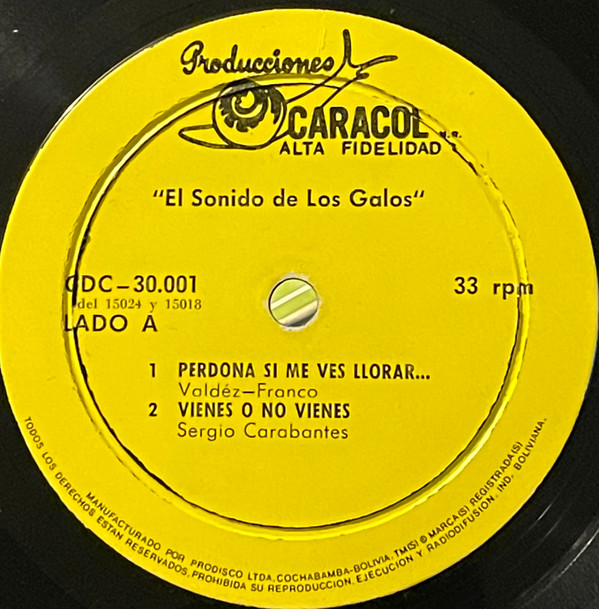 Producciones
CARACOL M.R.
ALTA FIDELIDAD
"El Sonido de Los Galos"
CDC-30.001
del 15024 y 15018
33 rpm
LADO A
1 PERDONA SI ME VES LLORAR...
Valdéz-Franco
2 VIENES O NO VIENES
Sergio Carabantes
MANUFACTURADO POR PRODISCO LTDA. COCHABAMBA-BOLIVIA. TM(S) ® MARCA(S) REGISTRADA(S)
TODOS LOS DERECHOS ESTAN RESERVADOS. PROHIBIDA SU REPRODUCCION. EJECUCION Y RADIODIFUSION. IND. BOLIVIANA.